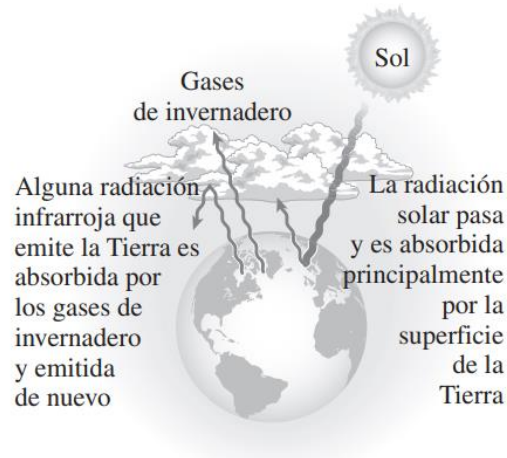 Sol
Gases
de invernadero
Alguna radiación
infrarroja que
emite la Tierra es
absorbida por
los gases de
invernadero
y emitida
de nuevo
La radiación
solar pasa
y es absorbida
principalmente
por la
superficie
de la
Tierra